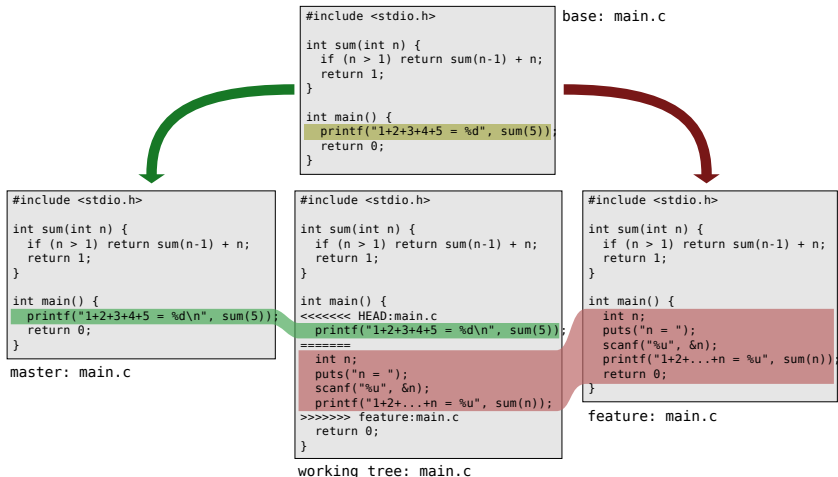 #include <stdio.h>
base: main.c
int sum(int n) {
  if (n > 1) return sum(n-1) + n;
  return 1;
}
int main() {
  printf("1+2+3+4+5 = %d", sum(5));
  return 0;
}
#include <stdio.h>
int sum(int n) {
  if (n > 1) return sum(n-1) + n;
  return 1;
}
int main() {
  printf("1+2+3+4+5 = %d\n", sum(5));
  return 0;
}
master: main.c
#include <stdio.h>
int sum(int n) {
  if (n > 1) return sum(n-1) + n;
  return 1;
}
int main() {
<<<<<<< HEAD:main.c
  printf("1+2+3+4+5 = %d\n", sum(5));
=======
  int n;
  puts("n = ");
  scanf("%u", &n);
  printf("1+2+...+n = %u", sum(n));
>>>>>>> feature:main.c
  return 0;
}
working tree: main.c
#include <stdio.h>
int sum(int n) {
  if (n > 1) return sum(n-1) + n;
  return 1;
}
int main() {
  int n;
  puts("n = ");
  scanf("%u", &n);
  printf("1+2+...+n = %u", sum(n));
  return 0;
}
feature: main.c